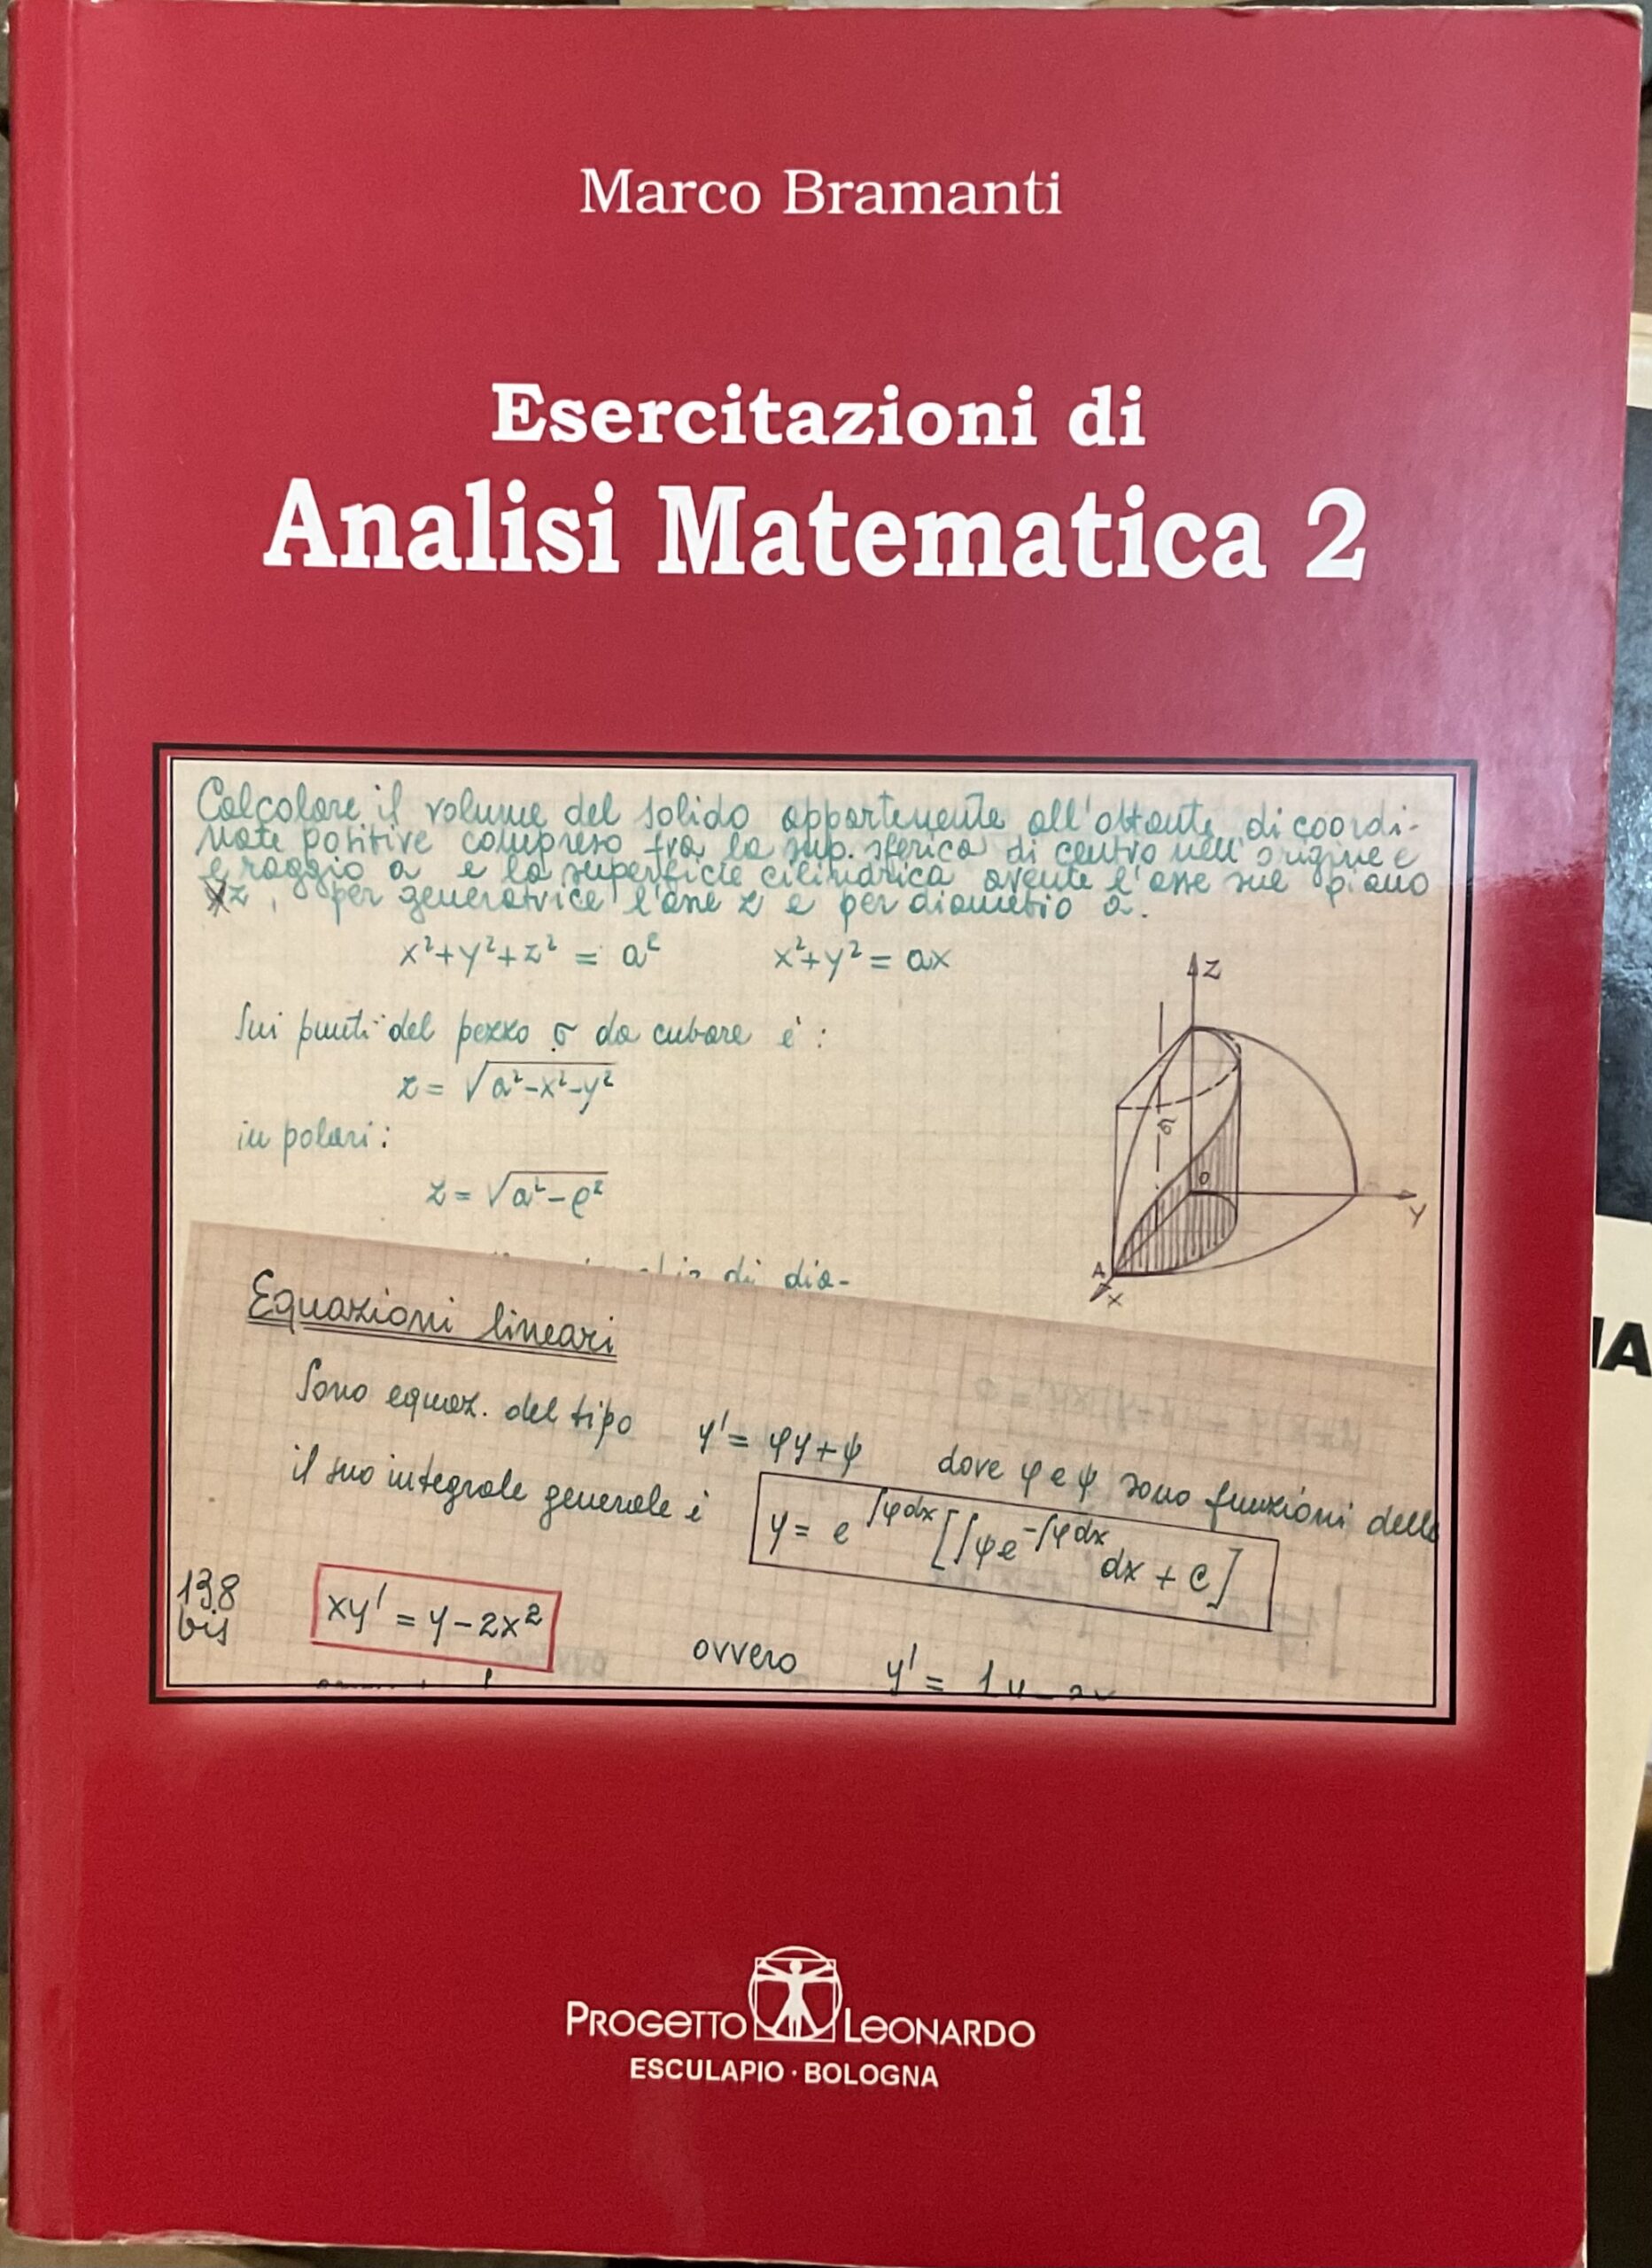 Marco Bramanti
Esercitazioni di
Analisi Matematica 2
Calcolare il volume del solido appartenente all'ottante di coordi-
nate positive compreso fra la sup. sferica di centro nell'origine e
e raggio a e la superficie cilindrica avente l'asse sul piano
z, per generatrice l'asse z e per diametro a.
x²+y²+z² = a² x²+y² = ax
Sui punti del pezzo σ da cubare è:
z = √(a²-x²-y²)
in polari:
z = √(a²-ρ²)
di dia-
Z
σ
O
Y
A
X
Equazioni lineari
Sono equaz. del tipo y' = φy+ψ dove φ e ψ sono funzioni della
il suo integrale generale è y = e^∫φdx [∫ψe^-∫φdx dx + c]
138 xy' = y-2x²
bis
ovvero y' =
PROGETTO LEONARDO
ESCULAPIO · BOLOGNA
IA